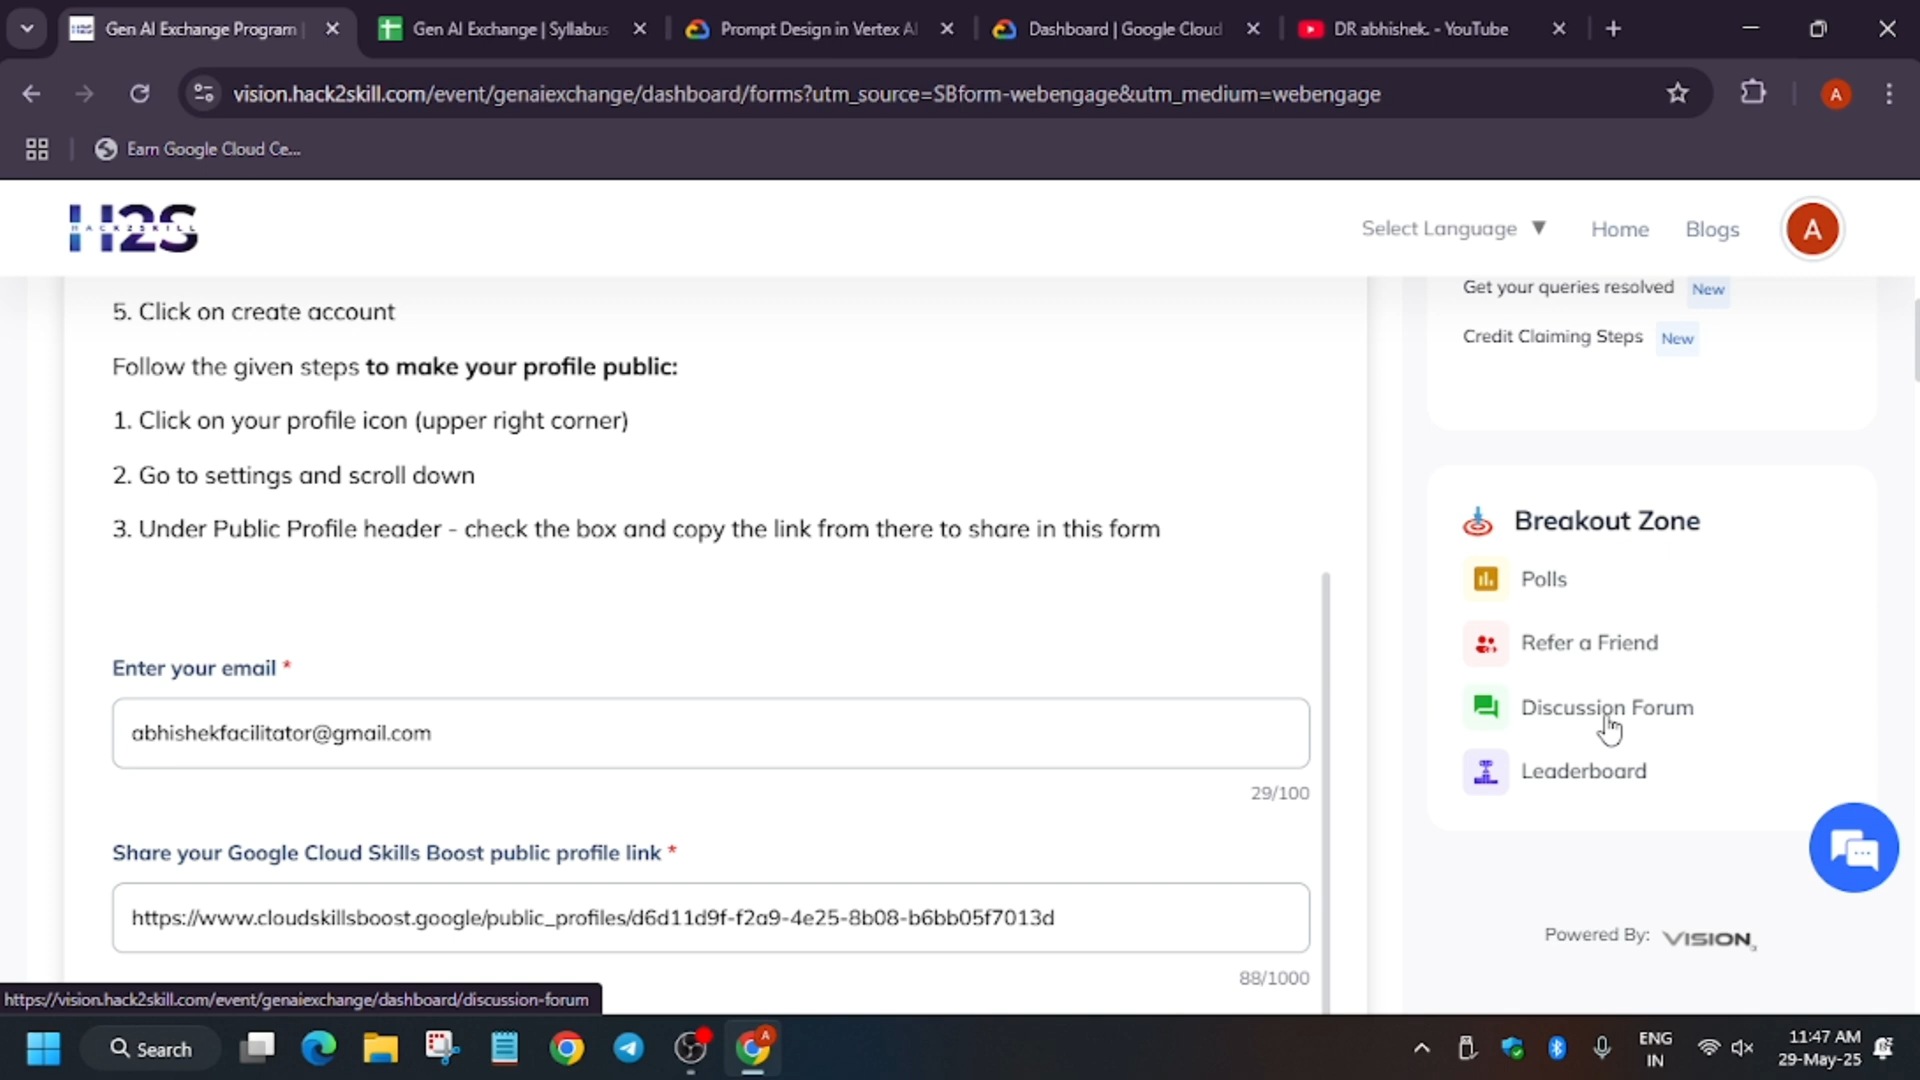 Gen AI Exchange Program
Gen AI Exchange | Syllabus
Prompt Design in Vertex AI
Dashboard | Google Cloud
DR abhishek. - YouTube
vision.hack2skill.com/event/genaiexchange/dashboard/forms?utm_source=SBform-webengage&utm_medium=webengage
A
Earn Google Cloud Ce...
H2S
HACK2SKILL
Select Language
Home
Blogs
A
5. Click on create account
Follow the given steps to make your profile public:
1. Click on your profile icon (upper right corner)
2. Go to settings and scroll down
3. Under Public Profile header - check the box and copy the link from there to share in this form
Enter your email *
abhishekfacilitator@gmail.com
29/100
Share your Google Cloud Skills Boost public profile link *
https://www.cloudskillsboost.google/public_profiles/d6d11d9f-f2a9-4e25-8b08-b6bb05f7013d
88/1000
Get your queries resolved New
Credit Claiming Steps New
Breakout Zone
Polls
Refer a Friend
Discussion Forum
Leaderboard
Powered By: VISION
https://vision.hack2skill.com/event/genaiexchange/dashboard/discussion-forum
Search
A
ENG
IN
11:47 AM
29-May-25